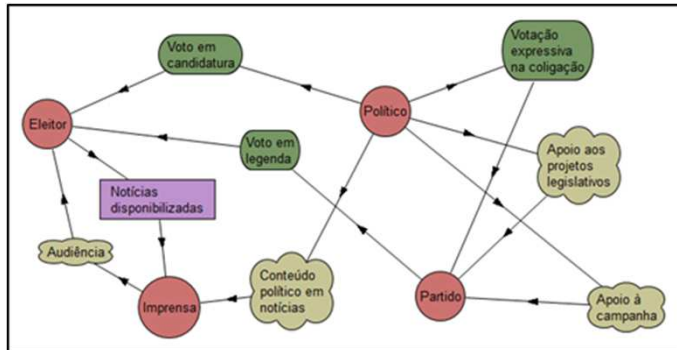 Voto em
candidatura
Votação
expressiva
na coligação
Eleitor
Político
Voto em
legenda
Apoio aos
projetos
legislativos
Notícias
disponibilizadas
Audiência
Imprensa
Conteúdo
político em
notícias
Partido
Apoio à
campanha